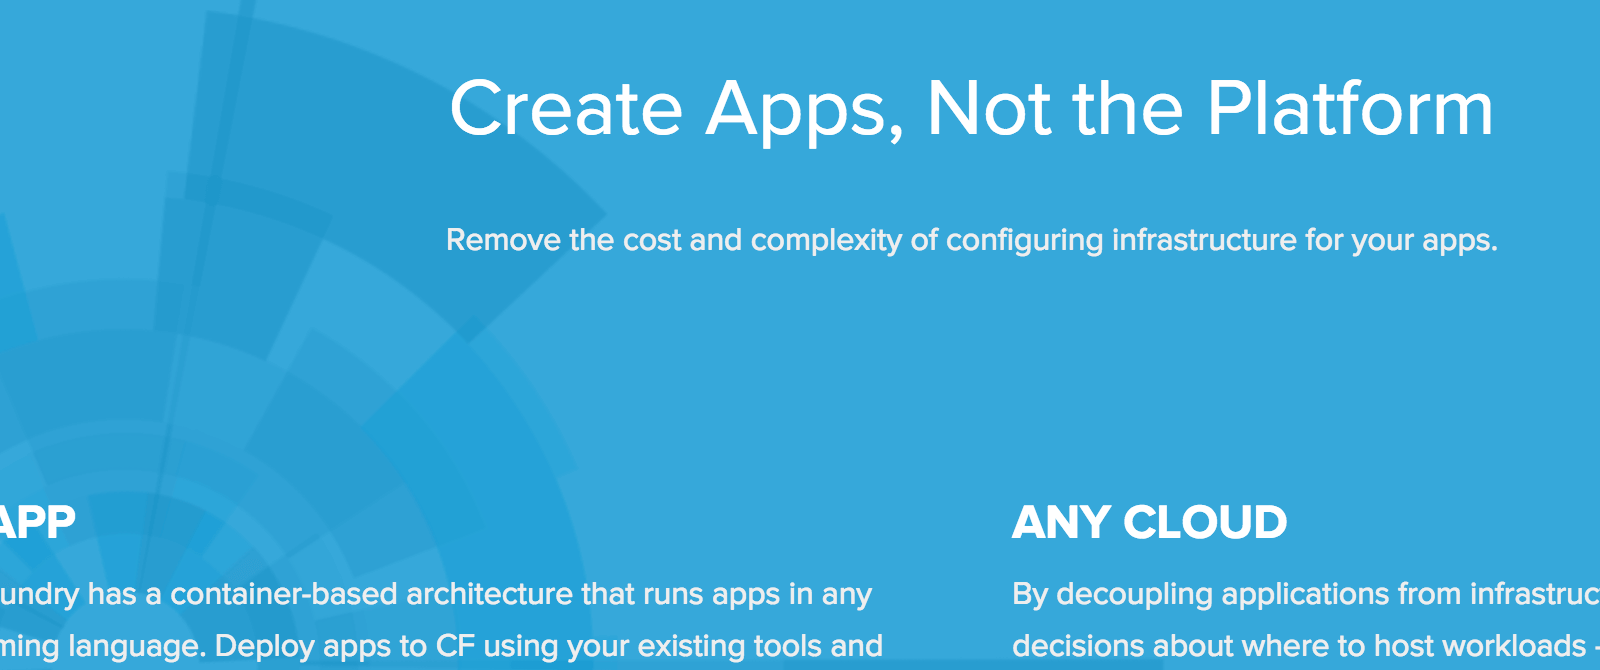 Create Apps, Not the Platform
Remove the cost and complexity of configuring infrastructure for your apps.
APP
undry has a container-based architecture that runs apps in any
ming language. Deploy apps to CF using your existing tools and
ANY CLOUD
By decoupling applications from infrastruc
decisions about where to host workloads -